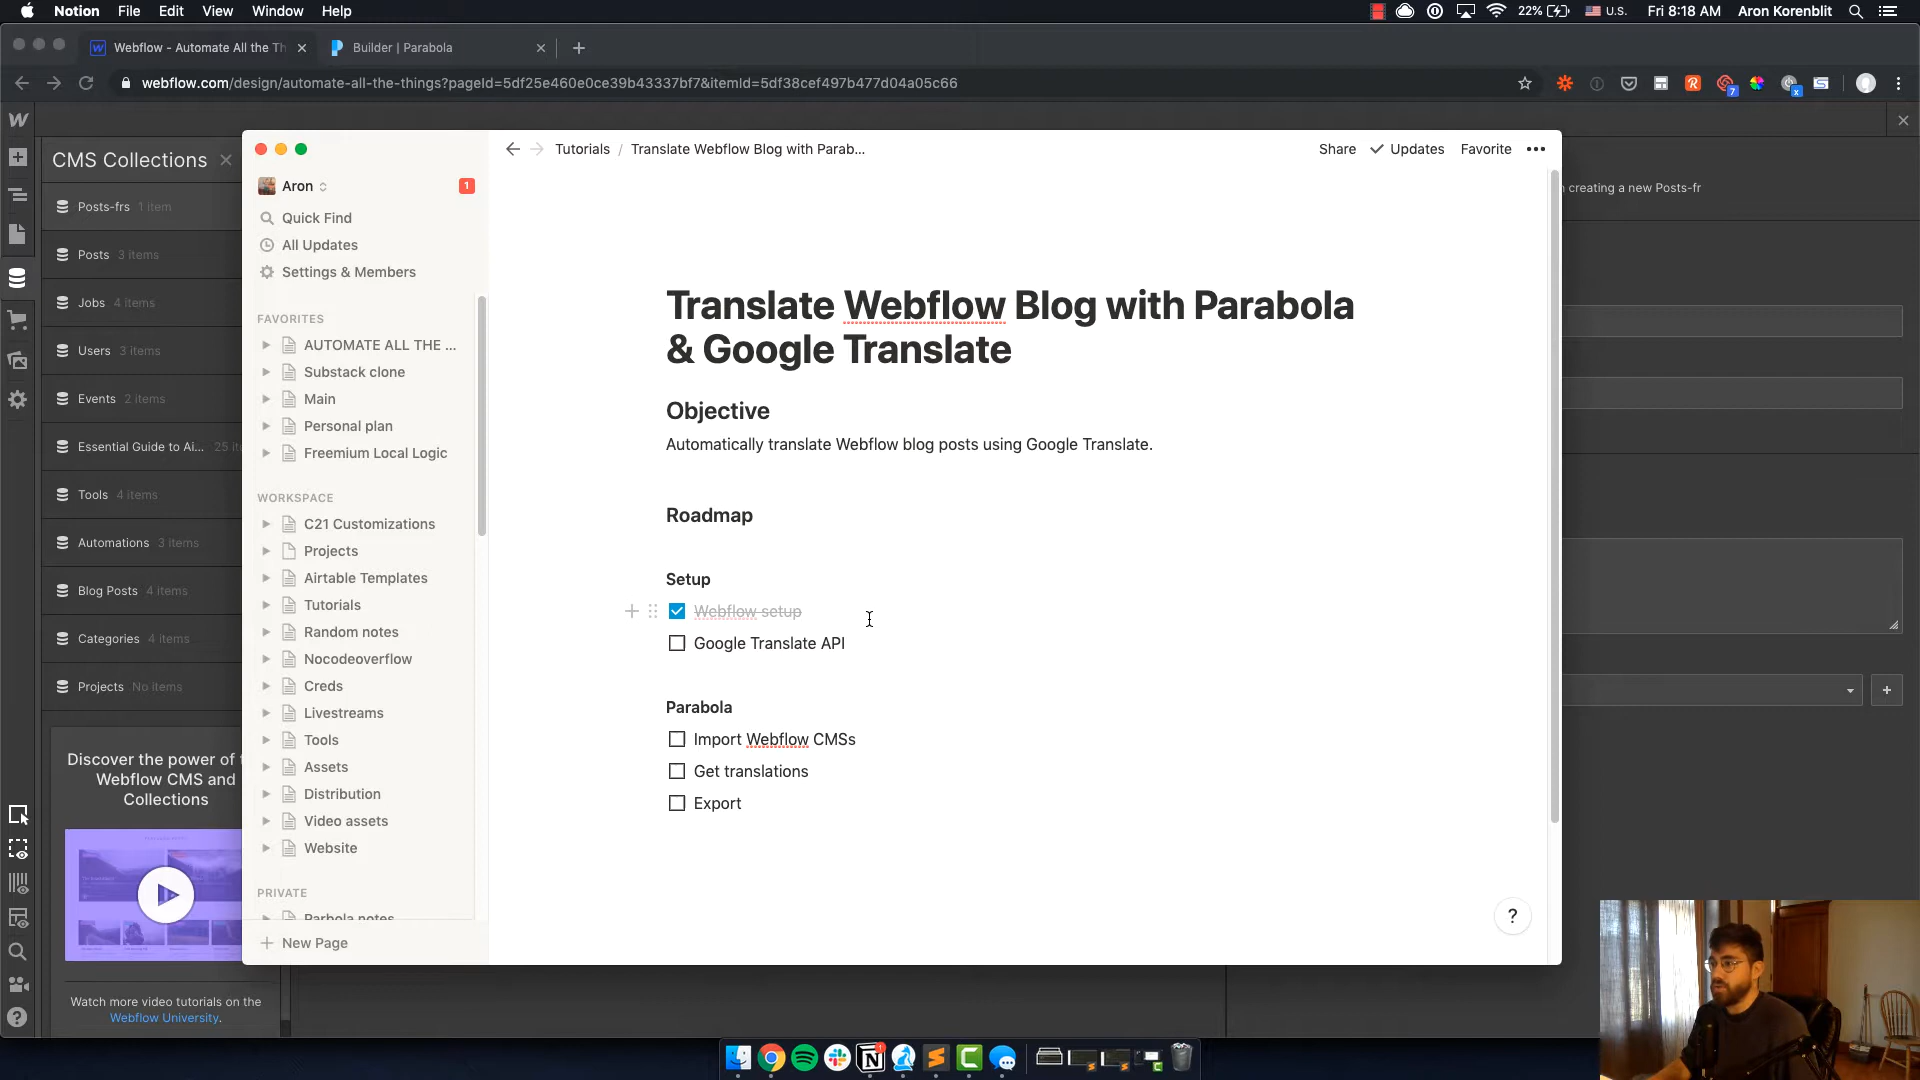 Notion File Edit View Window Help
22% U.S. Fri 8:18 AM Aron Korenblit
Webflow - Automate All the Th
Builder | Parabola
webflow.com/design/automate-all-the-things?pageId=5df25e460e0ce39b43337bf7&itemId=5df38cef497b477d04a05c66
7
x
CMS Collections
Posts-frs 1 item
Posts 3 items
Jobs 4 items
Users 3 items
Events 2 items
Essential Guide to Ai... 25 it
Tools 4 items
Automations 3 items
Blog Posts 4 items
Categories 4 items
Projects No items
Discover the power of
Webflow CMS and
Collections
Watch more video tutorials on the
Webflow University.
Aron
1
Quick Find
All Updates
Settings & Members
FAVORITES
AUTOMATE ALL THE ...
Substack clone
Main
Personal plan
Freemium Local Logic
WORKSPACE
C21 Customizations
Projects
Airtable Templates
Tutorials
Random notes
Nocodeoverflow
Creds
Livestreams
Tools
Assets
Distribution
Video assets
Website
PRIVATE
Parbola notes
New Page
Tutorials / Translate Webflow Blog with Parab...
Share Updates Favorite
Translate Webflow Blog with Parabola
& Google Translate
Objective
Automatically translate Webflow blog posts using Google Translate.
Roadmap
Setup
Webflow setup
Google Translate API
Parabola
Import Webflow CMSs
Get translations
Export
?
creating a new Posts-fr